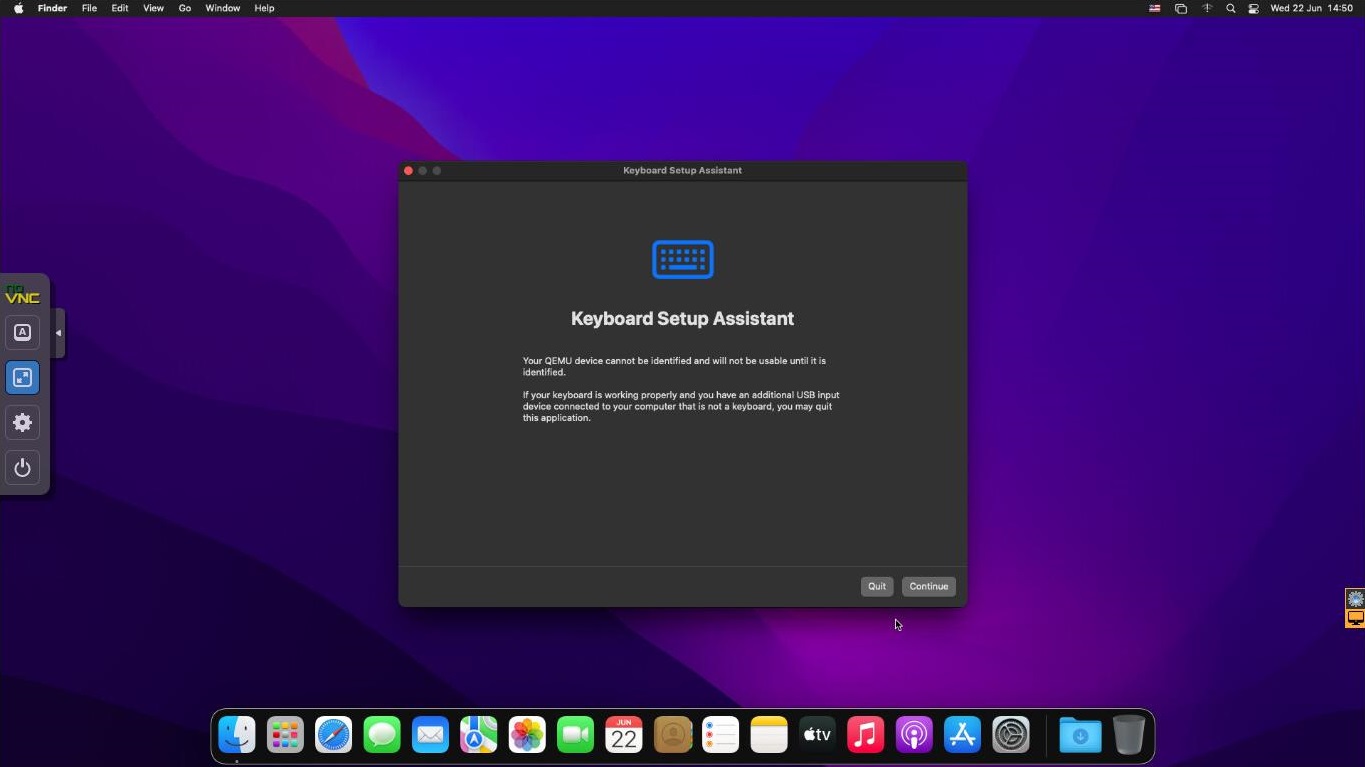 Finder File Edit View Go Window Help Wed 22 Jun 14:50
Keyboard Setup Assistant
no
VNC
A
Keyboard Setup Assistant
Your QEMU device cannot be identified and will not be usable until it is
identified.
If your keyboard is working properly and you have an additional USB input
device connected to your computer that is not a keyboard, you may quit
this application.
Quit Continue
JUN
22
tv